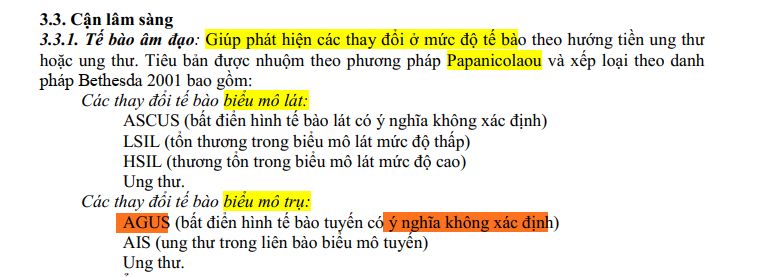 3.3. Cận lâm sàng
3.3.1. Tế bào âm đạo: Giúp phát hiện các thay đổi ở mức độ tế bào theo hướng tiền ung thư
hoặc ung thư. Tiêu bản được nhuộm theo phương pháp Papanicolaou và xếp loại theo danh
pháp Bethesda 2001 bao gồm:
Các thay đổi tế bào biểu mô lát:
ASCUS (bất điển hình tế bào lát có ý nghĩa không xác định)
LSIL (tổn thương trong biểu mô lát mức độ thấp)
HSIL (thương tổn trong biểu mô lát mức độ cao)
Ung thư.
Các thay đổi tế bào biểu mô trụ:
AGUS (bất điển hình tế bào tuyến có ý nghĩa không xác định)
AIS (ung thư trong liên bào biểu mô tuyến)
Ung thư.